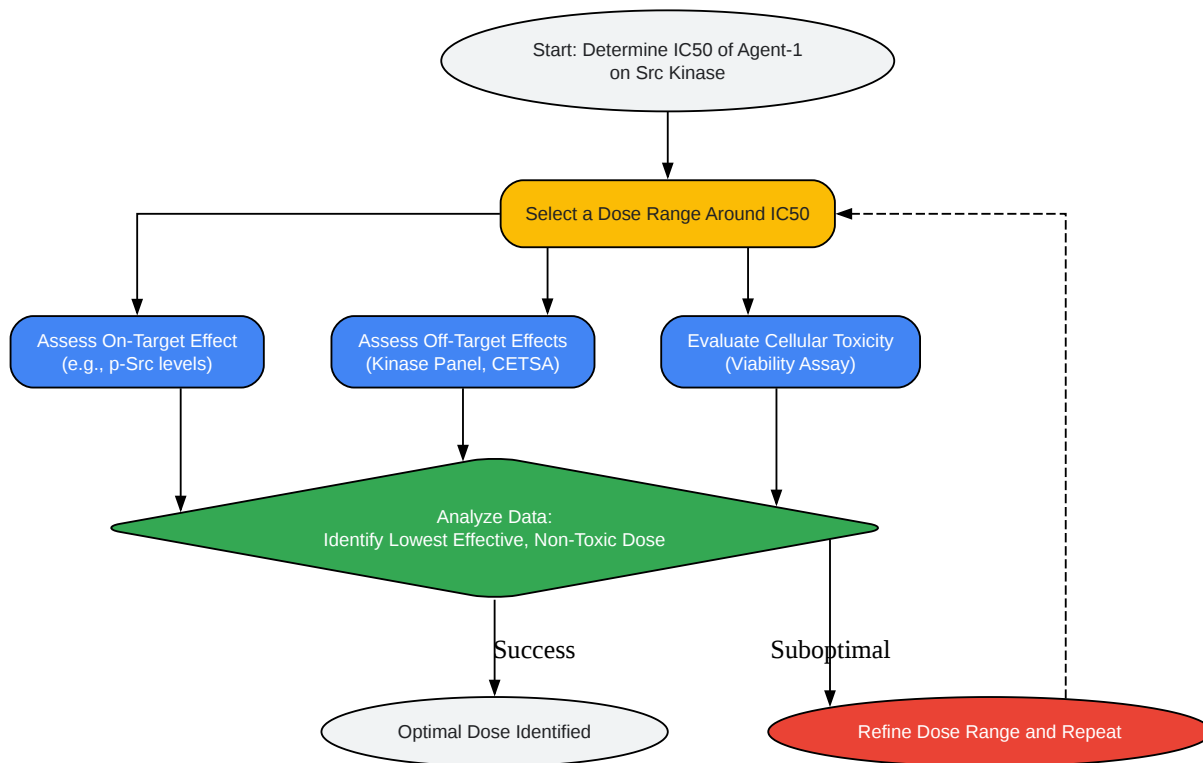 Start: Determine IC50 of Agent-1
on Src Kinase
Select a Dose Range Around IC50
Assess On-Target Effect
(e.g., p-Src levels)
Assess Off-Target Effects
(Kinase Panel, CETSA)
Evaluate Cellular Toxicity
(Viability Assay)
Analyze Data:
Identify Lowest Effective, Non-Toxic Dose
Success
Suboptimal
Optimal Dose Identified
Refine Dose Range and Repeat